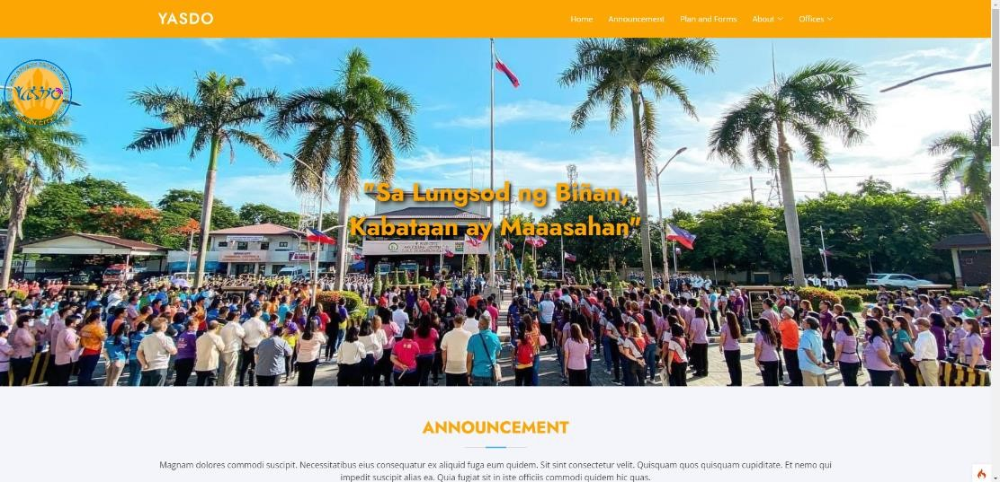 YASDO
Home Announcement Plan and Forms About Offices
YASDO
"Sa Lungsod ng Biñan,
Kabataan ay Maaasahan"
ANNOUNCEMENT
Magnam dolores commodi suscipit. Necessitatibus eius consequatur ex aliquid fuga eum quidem. Sit sint consectetur velit. Quisquam quos quisquam cupiditate. Et nemo qui
impedit suscipit alias ea. Quia fugiat sit in iste officiis commodi quidem hic quas.